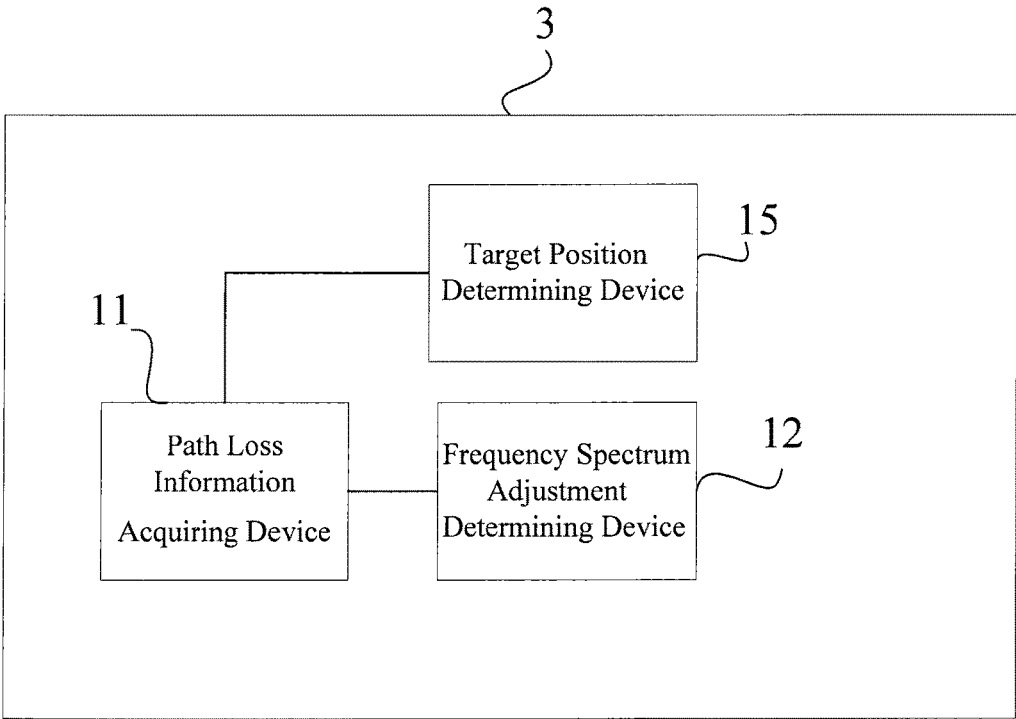 3
Target Position
Determining Device
15
11
Path Loss
Information
Acquiring Device
Frequency Spectrum
Adjustment
Determining Device
12